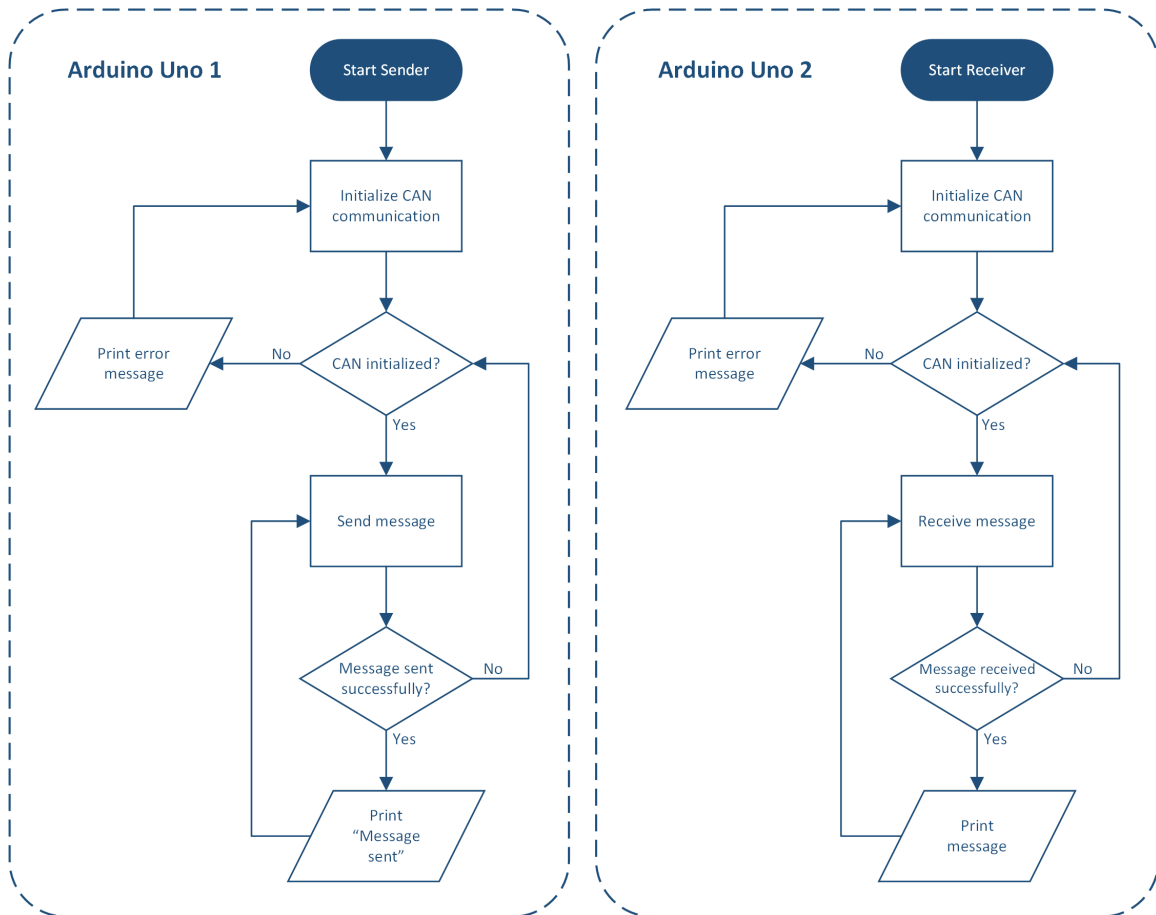 Arduino Uno 1
Start Sender
Initialize CAN
communication
Print error
message
No
CAN initialized?
Yes
Send message
Message sent
successfully?
No
Yes
Print
“Message
sent”
Arduino Uno 2
Start Receiver
Initialize CAN
communication
Print error
message
No
CAN initialized?
Yes
Receive message
Message received
successfully?
No
Yes
Print
message